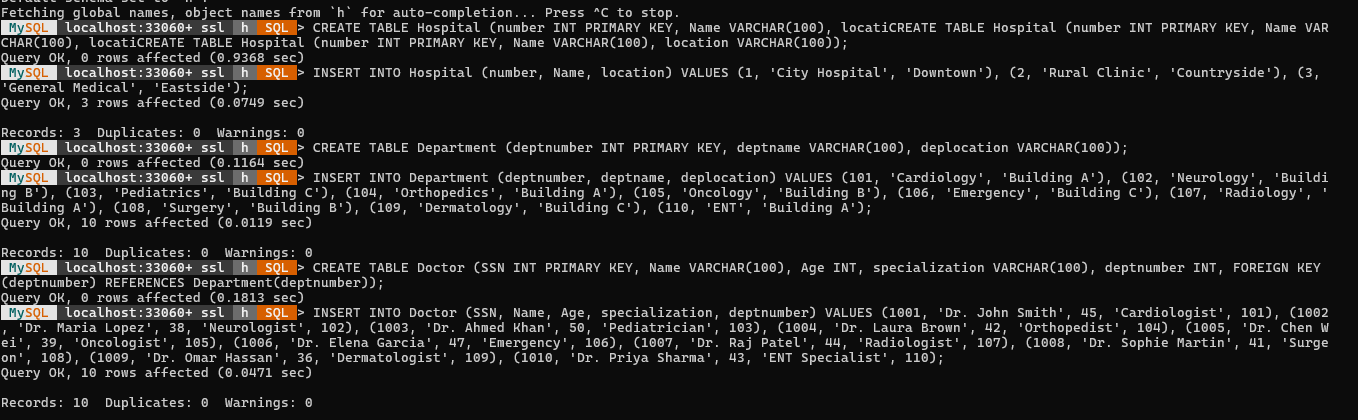 Fetching global names, object names from `h` for auto-completion... Press ^C to stop.
MySQL localhost:33060+ ssl h SQL > CREATE TABLE Hospital (number INT PRIMARY KEY, Name VARCHAR(100), locatiCREATE TABLE Hospital (number INT PRIMARY KEY, Name VAR
CHAR(100), locatiCREATE TABLE Hospital (number INT PRIMARY KEY, Name VARCHAR(100), location VARCHAR(100));
Query OK, 0 rows affected (0.9368 sec)
MySQL localhost:33060+ ssl h SQL > INSERT INTO Hospital (number, Name, location) VALUES (1, 'City Hospital', 'Downtown'), (2, 'Rural Clinic', 'Countryside'), (3,
'General Medical', 'Eastside');
Query OK, 3 rows affected (0.0749 sec)
Records: 3  Duplicates: 0  Warnings: 0
MySQL localhost:33060+ ssl h SQL > CREATE TABLE Department (deptnumber INT PRIMARY KEY, deptname VARCHAR(100), deplocation VARCHAR(100));
Query OK, 0 rows affected (0.1164 sec)
MySQL localhost:33060+ ssl h SQL > INSERT INTO Department (deptnumber, deptname, deplocation) VALUES (101, 'Cardiology', 'Building A'), (102, 'Neurology', 'Buildi
ng B'), (103, 'Pediatrics', 'Building C'), (104, 'Orthopedics', 'Building A'), (105, 'Oncology', 'Building B'), (106, 'Emergency', 'Building C'), (107, 'Radiology', '
Building A'), (108, 'Surgery', 'Building B'), (109, 'Dermatology', 'Building C'), (110, 'ENT', 'Building A');
Query OK, 10 rows affected (0.0119 sec)
Records: 10  Duplicates: 0  Warnings: 0
MySQL localhost:33060+ ssl h SQL > CREATE TABLE Doctor (SSN INT PRIMARY KEY, Name VARCHAR(100), Age INT, specialization VARCHAR(100), deptnumber INT, FOREIGN KEY
(deptnumber) REFERENCES Department(deptnumber));
Query OK, 0 rows affected (0.1813 sec)
MySQL localhost:33060+ ssl h SQL > INSERT INTO Doctor (SSN, Name, Age, specialization, deptnumber) VALUES (1001, 'Dr. John Smith', 45, 'Cardiologist', 101), (1002
, 'Dr. Maria Lopez', 38, 'Neurologist', 102), (1003, 'Dr. Ahmed Khan', 50, 'Pediatrician', 103), (1004, 'Dr. Laura Brown', 42, 'Orthopedist', 104), (1005, 'Dr. Chen W
ei', 39, 'Oncologist', 105), (1006, 'Dr. Elena Garcia', 47, 'Emergency', 106), (1007, 'Dr. Raj Patel', 44, 'Radiologist', 107), (1008, 'Dr. Sophie Martin', 41, 'Surge
on', 108), (1009, 'Dr. Omar Hassan', 36, 'Dermatologist', 109), (1010, 'Dr. Priya Sharma', 43, 'ENT Specialist', 110);
Query OK, 10 rows affected (0.0471 sec)
Records: 10  Duplicates: 0  Warnings: 0